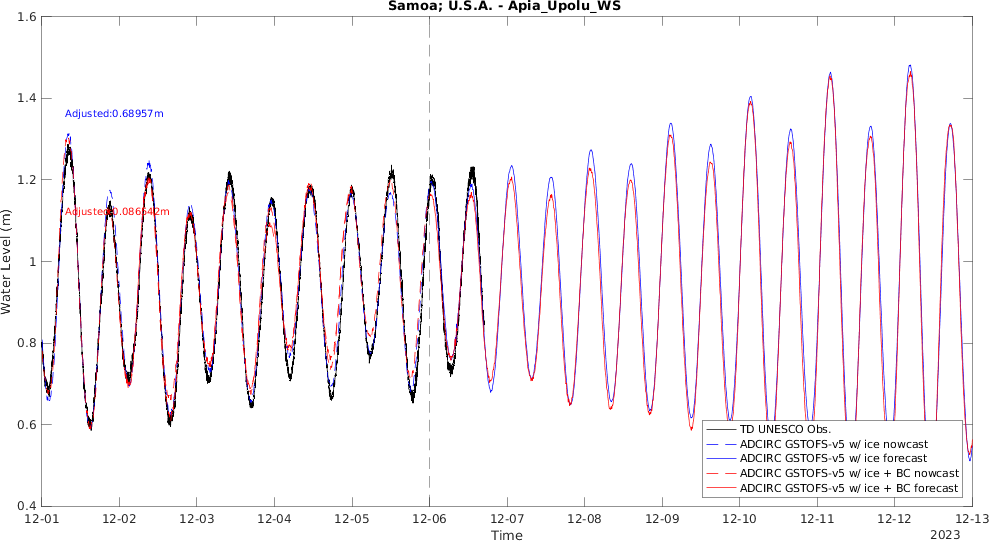 Samoa; U.S.A. - Apia_Upolu_WS
1.6
1.4
1.2
1
0.8
0.6
0.4
Water Level (m)
Adjusted:0.68957m
Adjusted:0.086642m
TD UNESCO Obs.
ADCIRC GSTOFS-v5 w/ ice nowcast
ADCIRC GSTOFS-v5 w/ ice forecast
ADCIRC GSTOFS-v5 w/ ice + BC nowcast
ADCIRC GSTOFS-v5 w/ ice + BC forecast
12-01 12-02 12-03 12-04 12-05 12-06 12-07 12-08 12-09 12-10 12-11 12-12 12-13
Time
2023